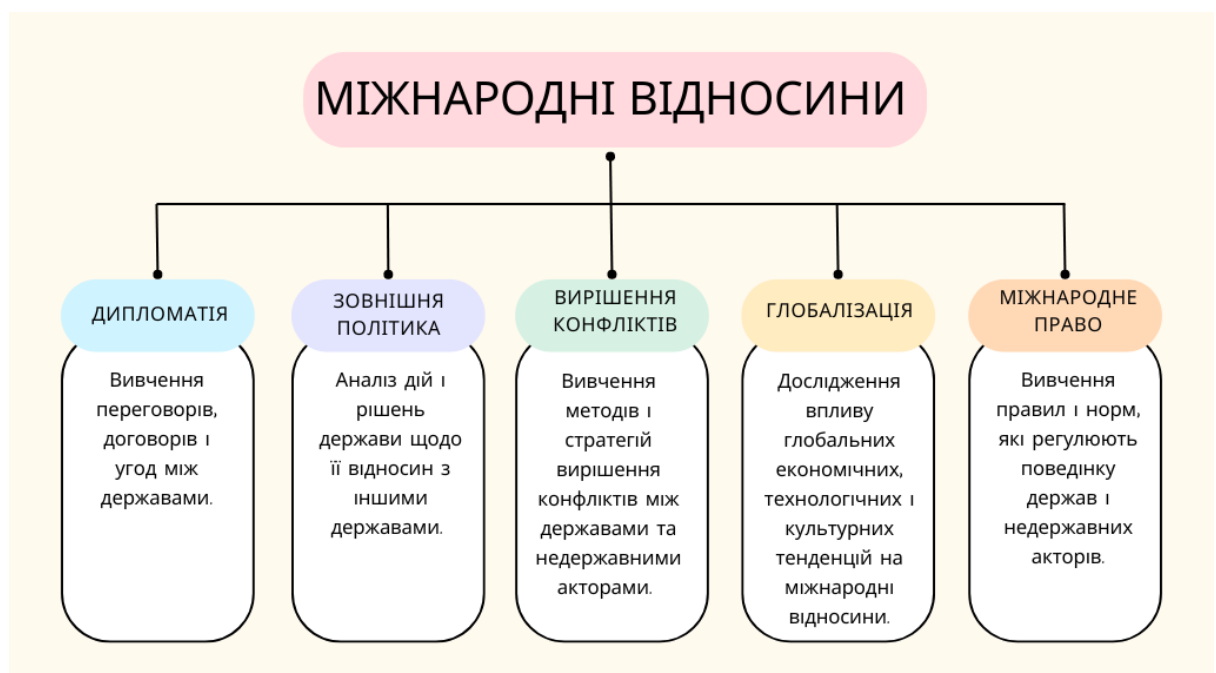 МІЖНАРОДНІ ВІДНОСИНИ
ДИПЛОМАТІЯ
Вивчення
переговорів,
договорів і
угод між
державами.
ЗОВНІШНЯ
ПОЛІТИКА
Аналіз дій і
рішень
держави щодо
її відносин з
іншими
державами.
ВИРІШЕННЯ
КОНФЛІКТІВ
Вивчення
методів і
стратегій
вирішення
конфліктів між
державами та
недержавними
акторами.
ГЛОБАЛІЗАЦІЯ
Дослідження
впливу
глобальних
економічних,
технологічних і
культурних
тенденцій на
міжнародні
відносини.
МІЖНАРОДНЕ
ПРАВО
Вивчення
правил і норм,
які регулюють
поведінку
держав і
недержавних
акторів.